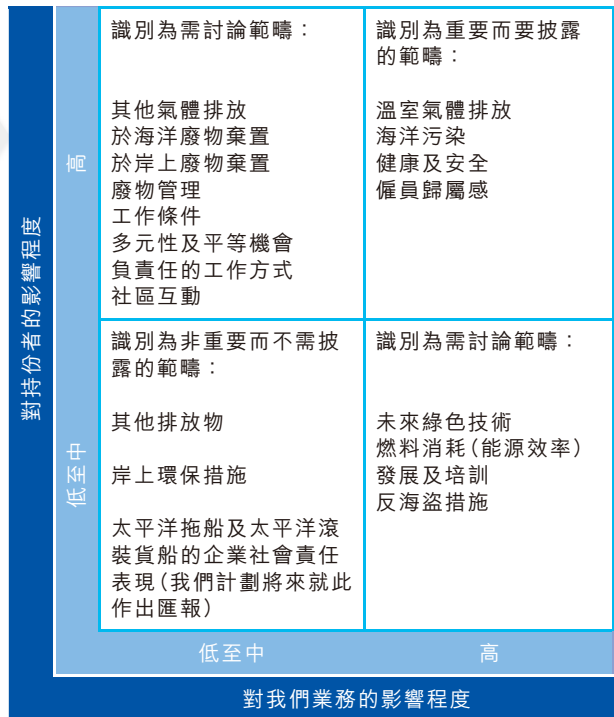 對持份者的影響程度
高
識別為需討論範疇：
其他氣體排放
於海洋廢物棄置
於岸上廢物棄置
廢物管理
工作條件
多元性及平等機會
負責任的工作方式
社區互動
識別為重要而要披露
的範疇：
溫室氣體排放
海洋污染
健康及安全
僱員歸屬感
低至中
識別為非重要而不需披
露的範疇：
其他排放物
岸上環保措施
太平洋拖船及太平洋滾
裝貨船的企業社會責任
表現（我們計劃將來就此
作出匯報）
識別為需討論範疇：
未來綠色技術
燃料消耗（能源效率）
發展及培訓
反海盜措施
低至中
高
對我們業務的影響程度